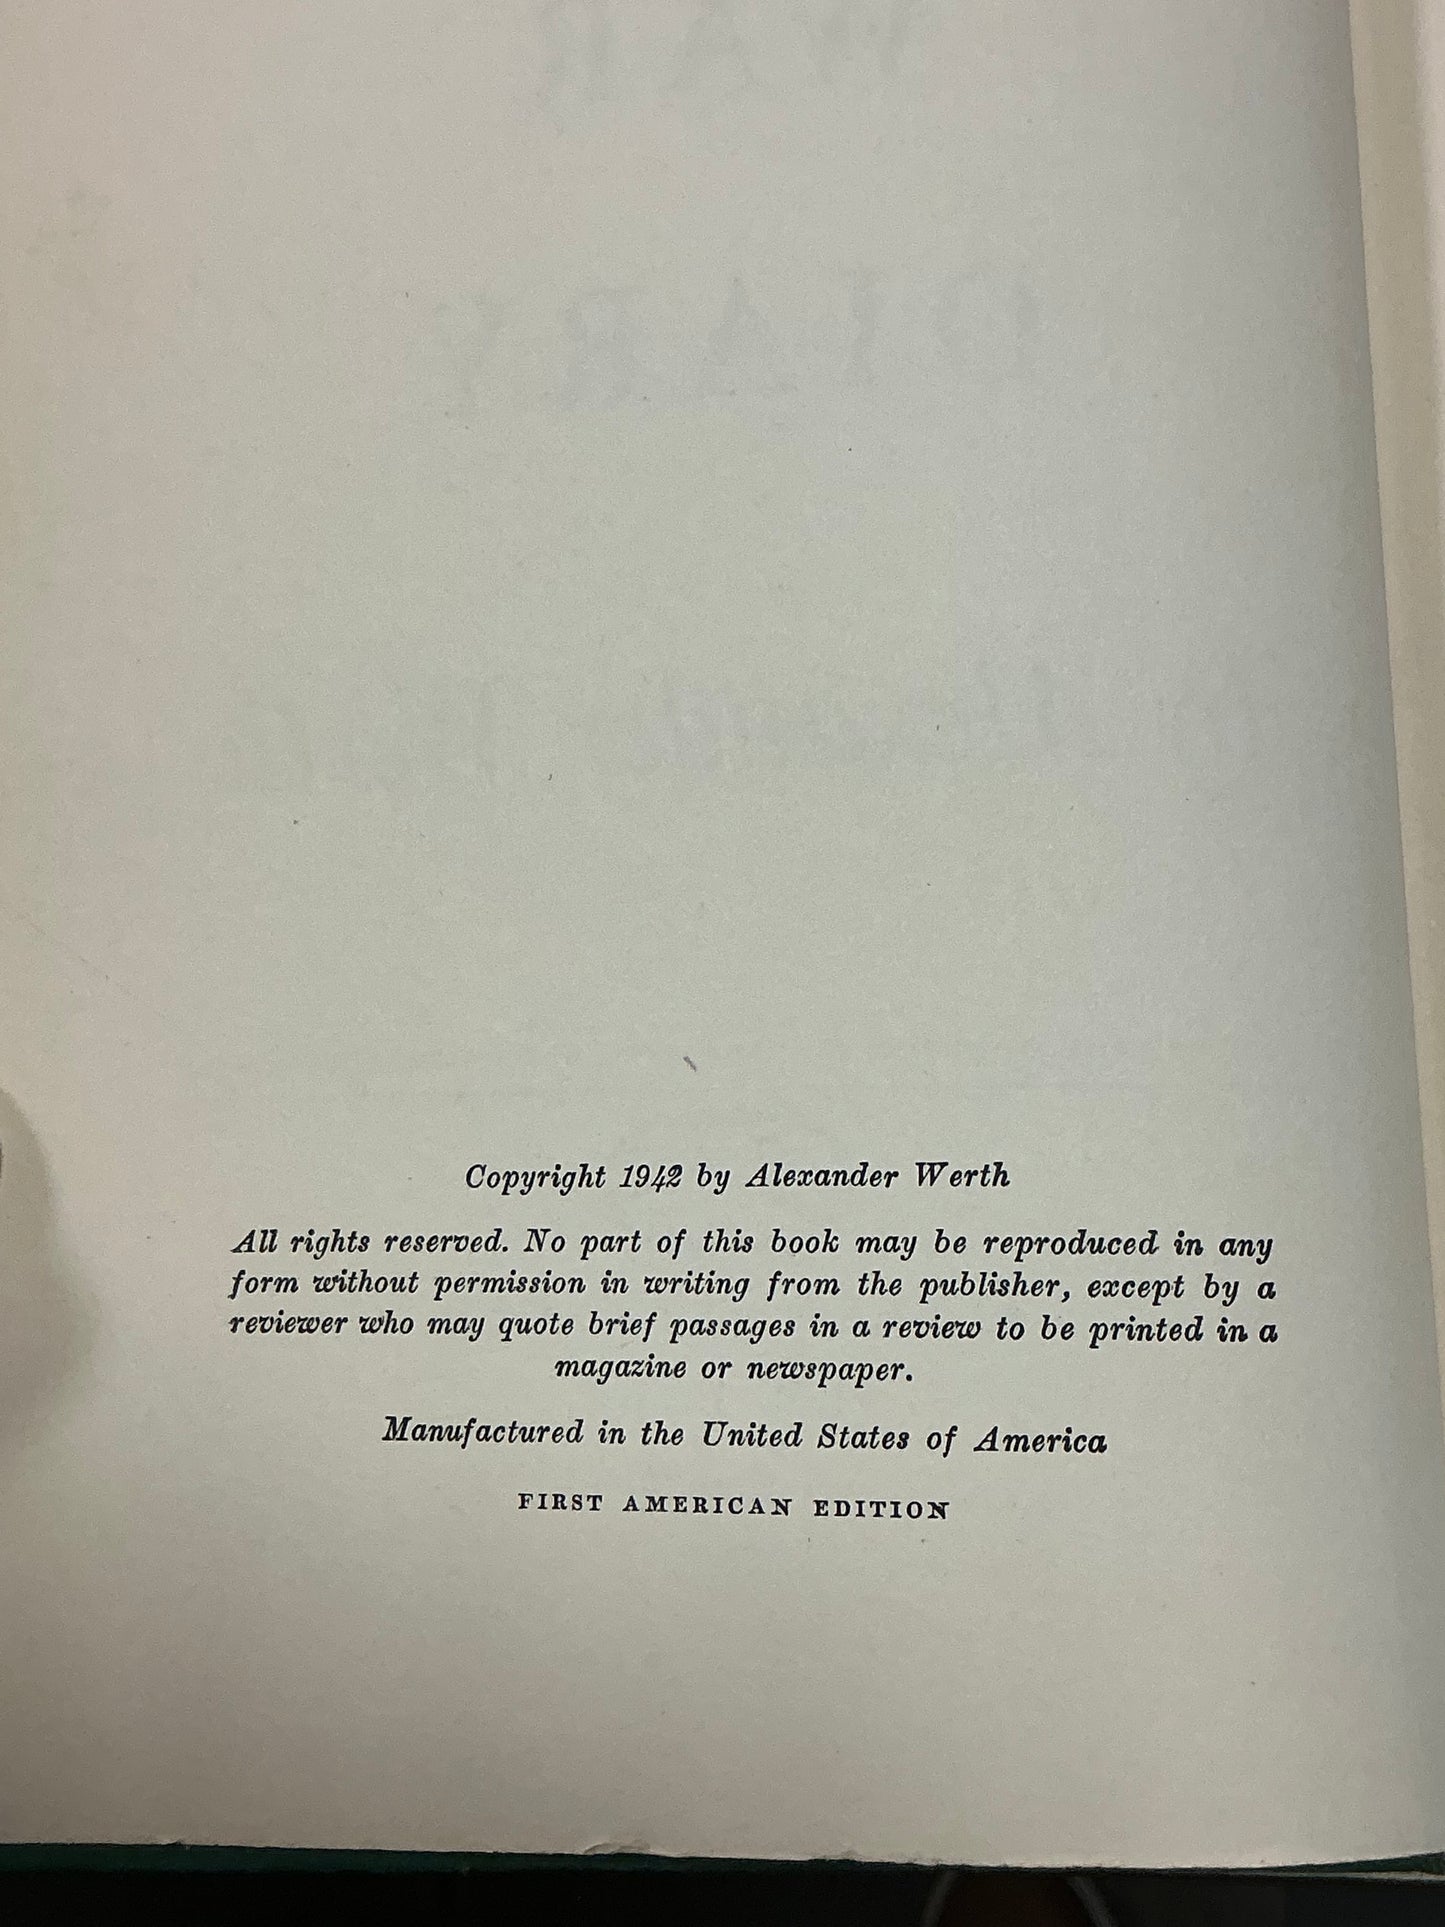 WAR
DIARY
Copyright 1942 by Alexander Werth
All rights reserved. No part of this book may be reproduced in any
form without permission in writing from the publisher, except by a
reviewer who may quote brief passages in a review to be printed in a
magazine or newspaper.
Manufactured in the United States of America
FIRST AMERICAN EDITION